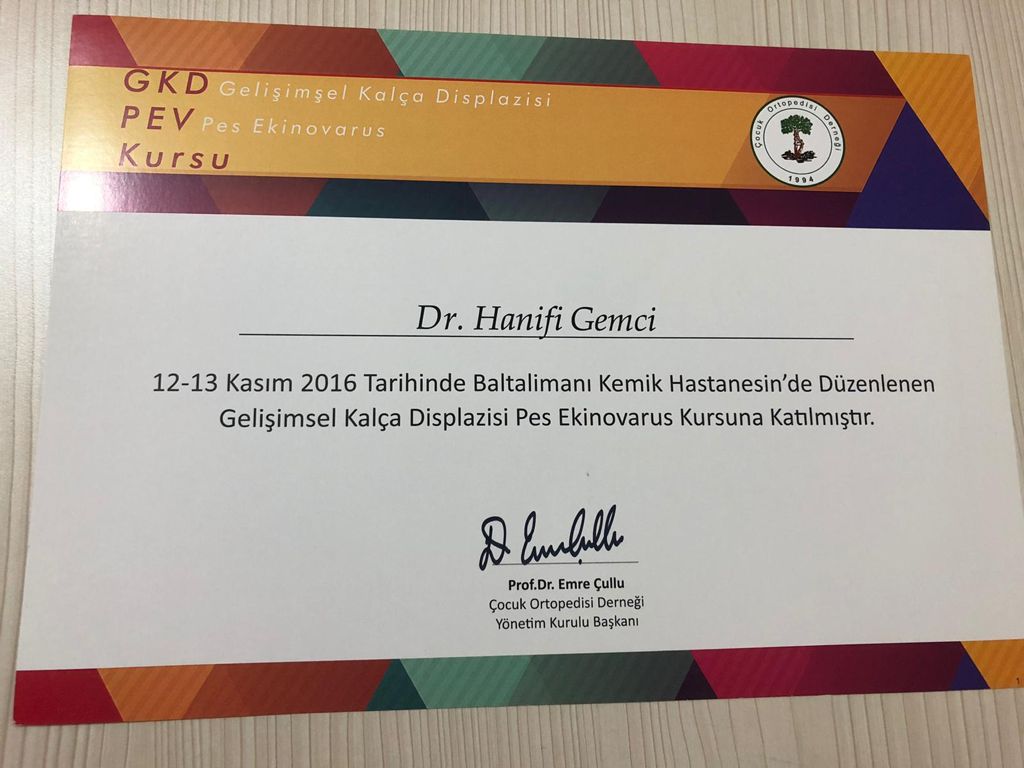 GKD Gelişimşel Kalça Displazisi
PEV Pes Ekinovarus
Kursu
Çocuk Ortopedisi Derneği
1994
Dr. Hanifi Gemci
12-13 Kasım 2016 Tarihinde Baltalimanı Kemik Hastanesin'de Düzenlenen
Gelişimsel Kalça Displazisi Pes Ekinovarus Kursuna Katılmıştır.
Prof.Dr. Emre Çullu
Çocuk Ortopedisi Derneği
Yönetim Kurulu Başkanı
1